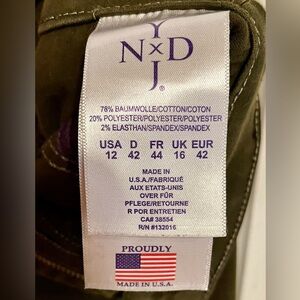 NYDJ®
78% BAUMWOLLE/COTTON/COTON
20% POLYESTER/POLYESTER/POLYESTER
2% ELASTHAN/SPANDEX/SPANDEX
USA D FR UK EUR
12 42 44 16 42
MADE IN
U.S.A./FABRIQUÉ
AUX ETATS-UNIS
OVER FÜR
PFLEGE/RETOURNE
R POR ENTRETIEN
CA# 38554
R/N #132016
PROUDLY
MADE IN U.S.A.